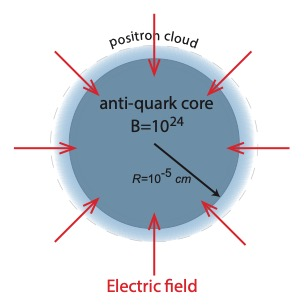 positron cloud
anti-quark core
B=10²⁴
R=10⁻⁵ cm
Electric field